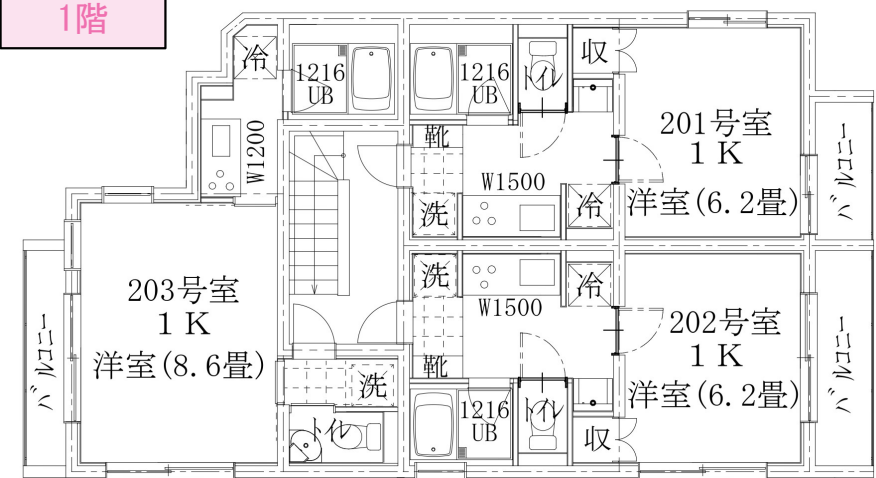 1階
冷
1216
UB
W1200
203号室
1K
洋室(8.6畳)
バルコニー
洗
トイレ
1216
UB
トイレ
収
靴
W1500
洗
冷
201号室
1K
洋室(6.2畳)
バルコニー
洗
W1500
冷
靴
1216
UB
トイレ
収
202号室
1K
洋室(6.2畳)
バルコニー